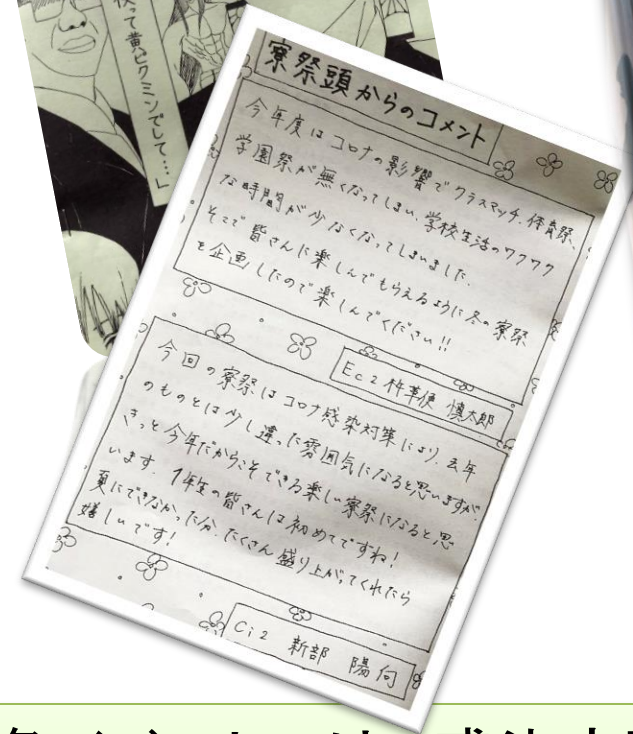 って黄ピクミンでして…」
寮祭頭からのコメント
今年度はコロナの影響でクラスマッチ、体育祭、
学園祭が無くなってしまい、学校生活のワクワク
な時間が少なくなってしまいました。
そこで皆さんに楽しんでもらえるように冬の寮祭
を企画したので楽しんでください!!
Ec2 慎太郎
今回の寮祭はコロナ感染対策により、去年
のものとは少し違った雰囲気になると思いますが、
きっと今年だからこそできる楽しい寮祭になると思
います。1年生の皆さんは初めてですね!
夏にできなかった分、たくさん盛り上がってくれたら
嬉しいです!
Ci2 新部 陽向